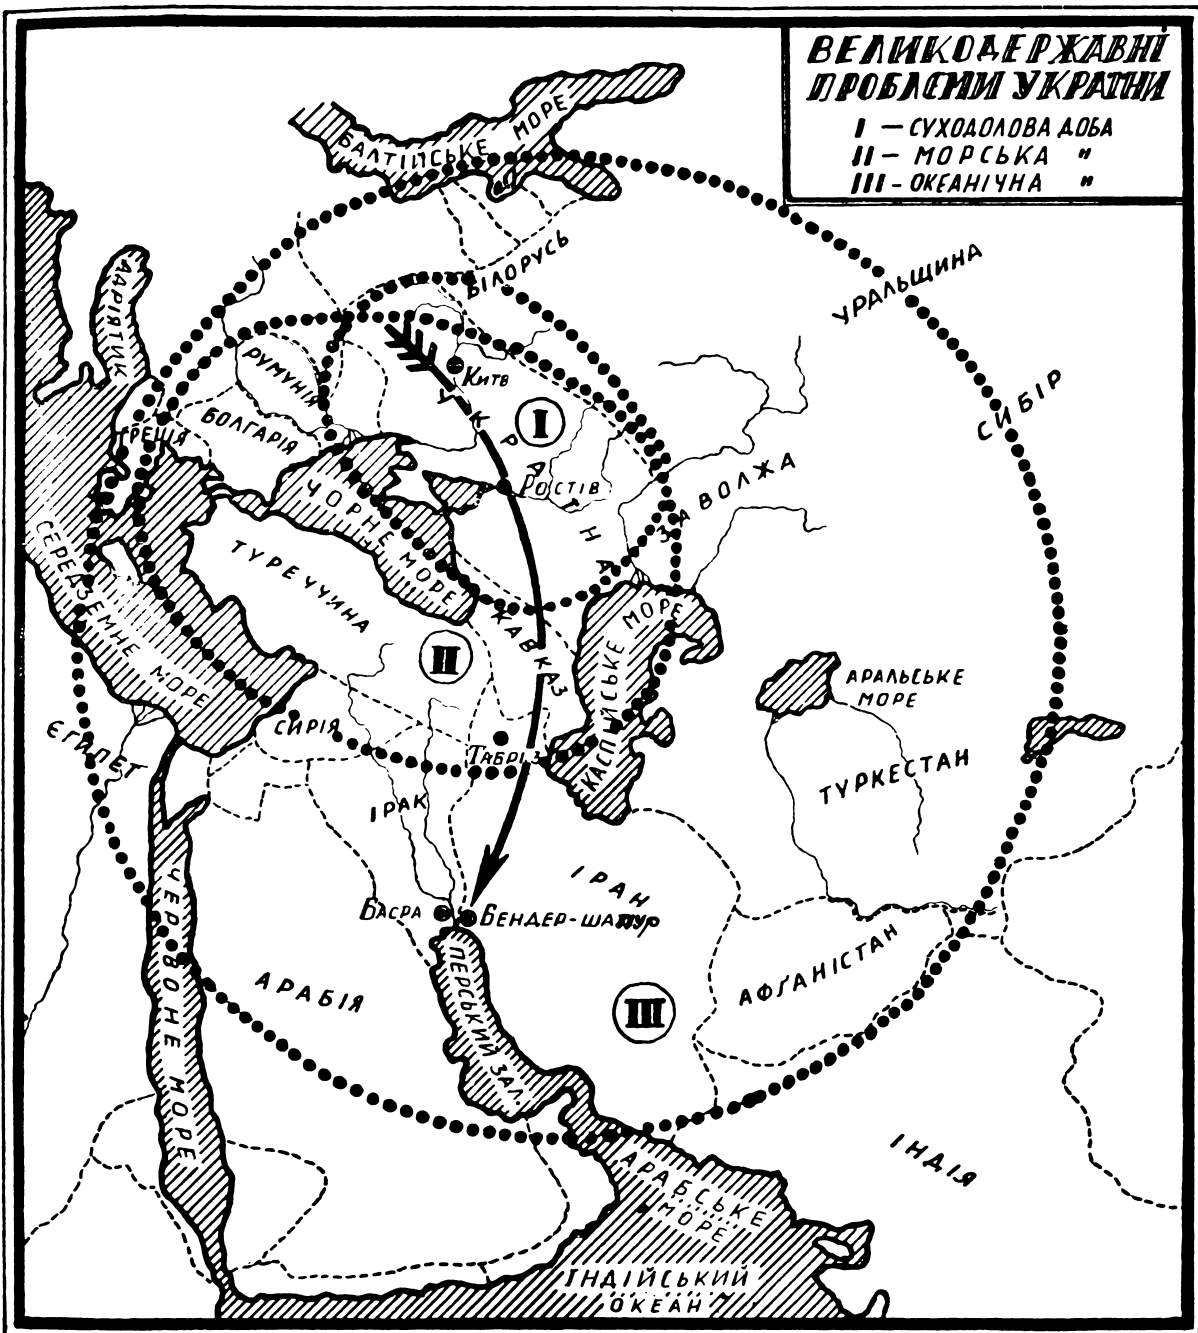 ВЕЛИКОДЕРЖАВНІ
ПРОБЛЄМИ УКРАЇНИ
I — СУХОДОЛОВА ДОБА
II — МОРСЬКА "
III - ОКЕАНІЧНА "
БАЛТІЙСЬКЕ МОРЕ
БІЛОРУСЬ
УРАЛЬЩИНА
АДРІЯТИК
РУМУНІЯ
КИЇВ
СИБІР
БОЛГАРІЯ
ГРЕЦІЯ
УКРАЇНА
I
ЧОРНЕ МОРЕ
РОСТІВ
ЗАВОЛЖА
СЕРЕДЗЕМНЕ МОРЕ
ТУРЕЧЧИНА
КАВКАЗ
II
КАСПІЙСЬКЕ МОРЕ
АРАЛЬСЬКЕ
МОРЕ
ЄГИПЕТ
СИРІЯ
ТАБРІЗ
ТУРКЕСТАН
ІРАК
ІРАН
БАСРА
БЕНДЕР-ШАПУР
ЧЕРВОНЕ МОРЕ
АРАБІЯ
ПЕРСЬКИЙ ЗАЛ.
АФҐАНІСТАН
III
ІНДІЯ
АРАБСЬКЕ
МОРЕ
ІНДІЙСЬКИЙ
ОКЕАН